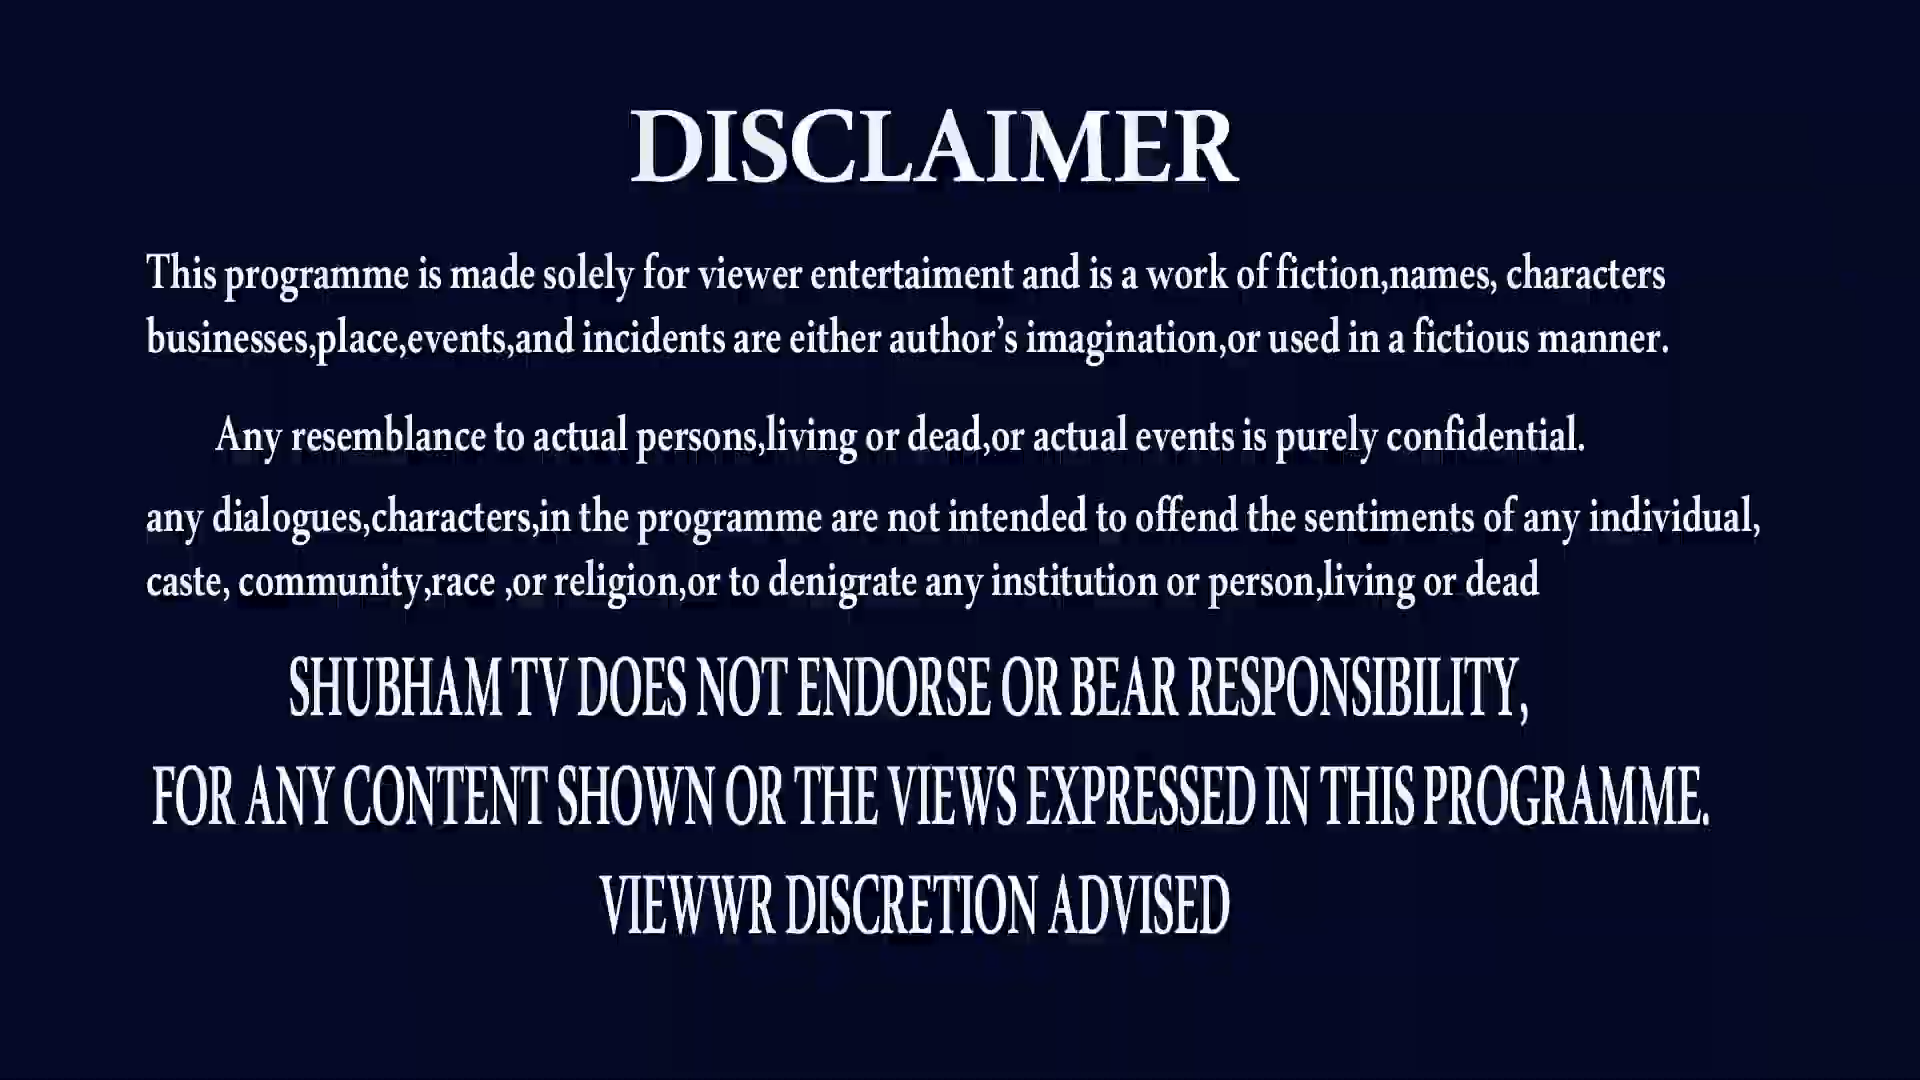 DISCLAIMER
This programme is made solely for viewer entertaiment and is a work of fiction,names, characters
businesses,place,events,and incidents are either author's imagination,or used in a fictious manner.
Any resemblance to actual persons,living or dead,or actual events is purely confidential.
any dialogues,characters,in the programme are not intended to offend the sentiments of any individual,
caste, community,race ,or religion,or to denigrate any institution or person,living or dead
SHUBHAM TV DOES NOT ENDORSE OR BEAR RESPONSIBILITY,
FOR ANY CONTENT SHOWN OR THE VIEWS EXPRESSED IN THIS PROGRAMME.
VIEWWR DISCRETION ADVISED